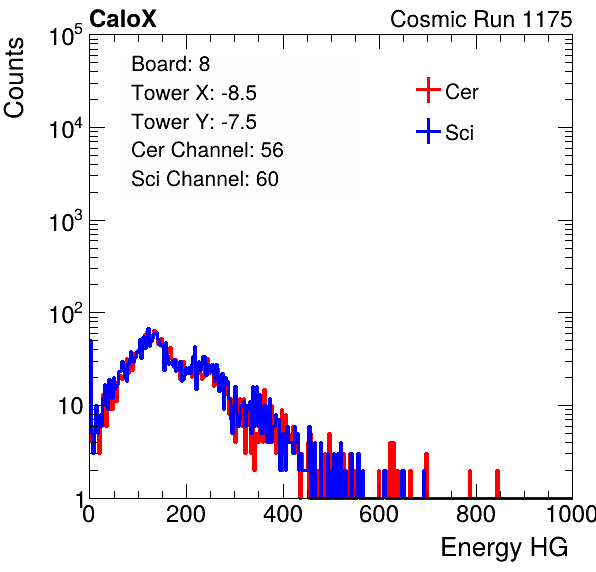 CaloX Cosmic Run 1175
Counts
Board: 8
Tower X: -8.5
Tower Y: -7.5
Cer Channel: 56
Sci Channel: 60
Cer
Sci
10^5
10^4
10^3
10^2
10
1
0 200 400 600 800 1000
Energy HG